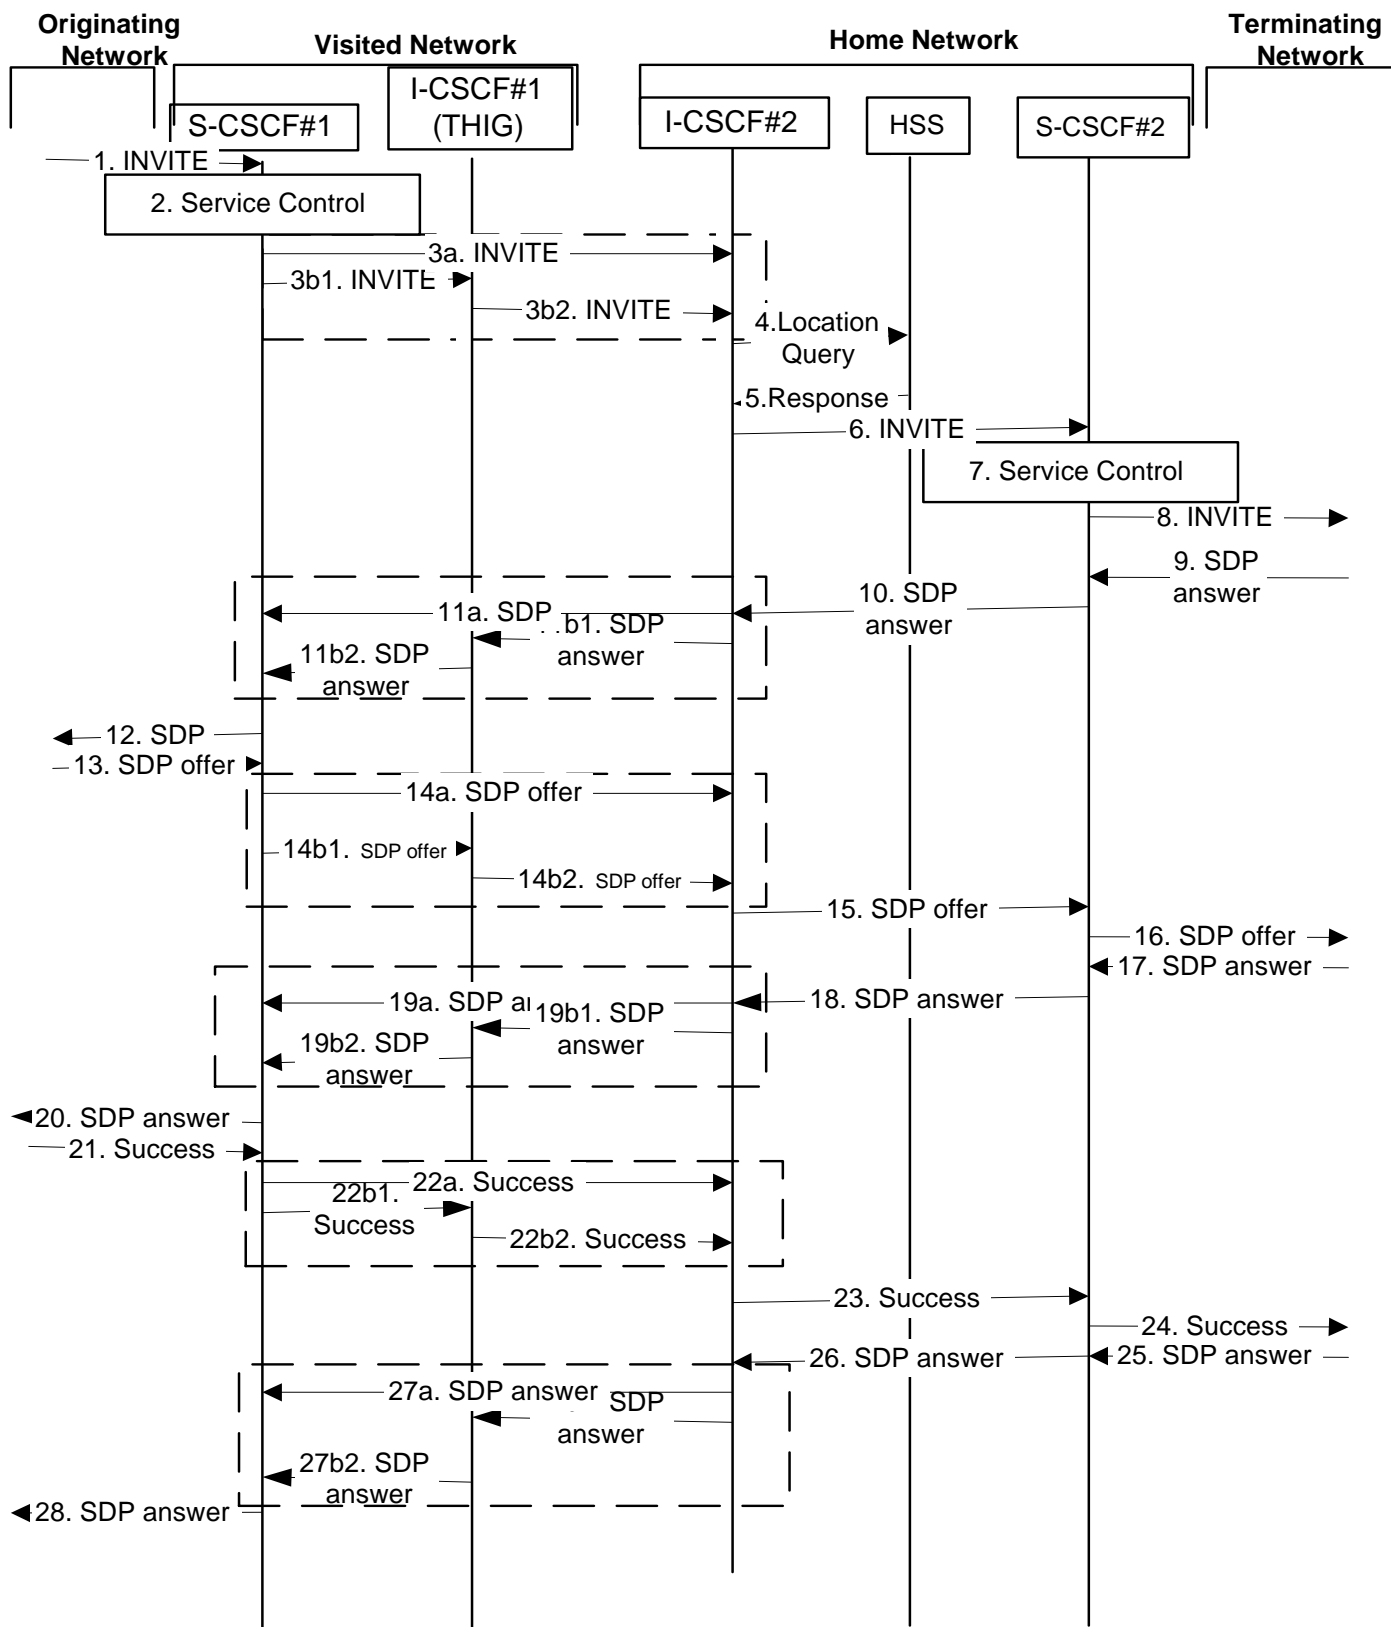 Originating
Network
Visited Network
Home Network
Terminating
Network
S-CSCF#1
I-CSCF#1
(THIG)
I-CSCF#2
HSS
S-CSCF#2
1. INVITE
2. Service Control
3a. INVITE
3b1. INVITE
3b2. INVITE
4.Location
Query
5.Response
6. INVITE
7. Service Control
8. INVITE
9. SDP
answer
10. SDP
answer
11a. SDP
b1. SDP
answer
11b2. SDP
answer
12. SDP
13. SDP offer
14a. SDP offer
14b1. SDP offer
14b2. SDP offer
15. SDP offer
16. SDP offer
17. SDP answer
18. SDP answer
19a. SDP
19b1. SDP
answer
19b2. SDP
answer
20. SDP answer
21. Success
22a. Success
22b1.
Success
22b2. Success
23. Success
24. Success
25. SDP answer
26. SDP answer
27a. SDP answer
SDP
answer
27b2. SDP
answer
28. SDP answer